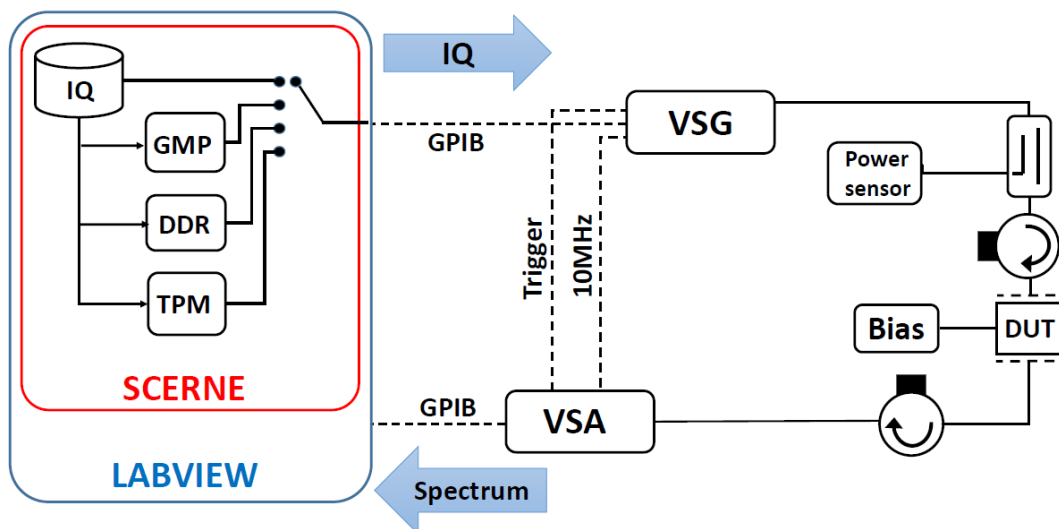 IQ
GMP
DDR
TPM
SCERNE
LABVIEW
IQ
GPIB
VSG
Power
sensor
Trigger
10MHz
Bias
DUT
GPIB
VSA
Spectrum